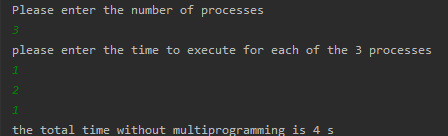 Please enter the number of processes
3
please enter the time to execute for each of the 3 processes
1
2
1
the total time without multiprogramming is 4 s